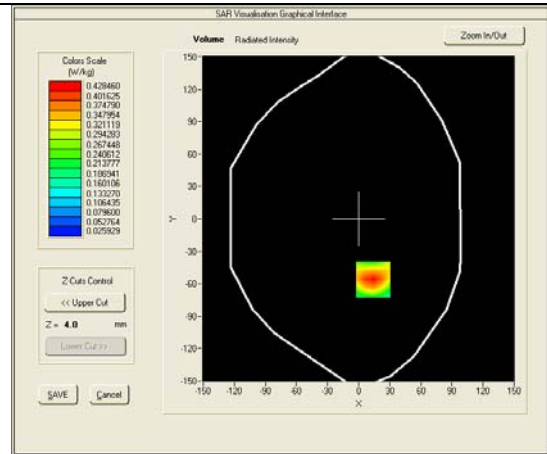 SAR Visualisation Graphical Interface
Volume Radiated Intensity
Zoom In/Out
Colors Scale
(W/kg)
0.428460
0.401625
0.374790
0.347954
0.321119
0.294283
0.267448
0.240612
0.213777
0.186941
0.160106
0.133270
0.106435
0.079600
0.052764
0.025929
Z Cuts Control
<< Upper Cut
Z = 4.0 mm
Lower Cut >>
SAVE
Cancel
Y
150
120
90
60
30
0
-30
-60
-90
-120
-150
-150 -120 -90 -60 -30 0 30 60 90 120 150
X